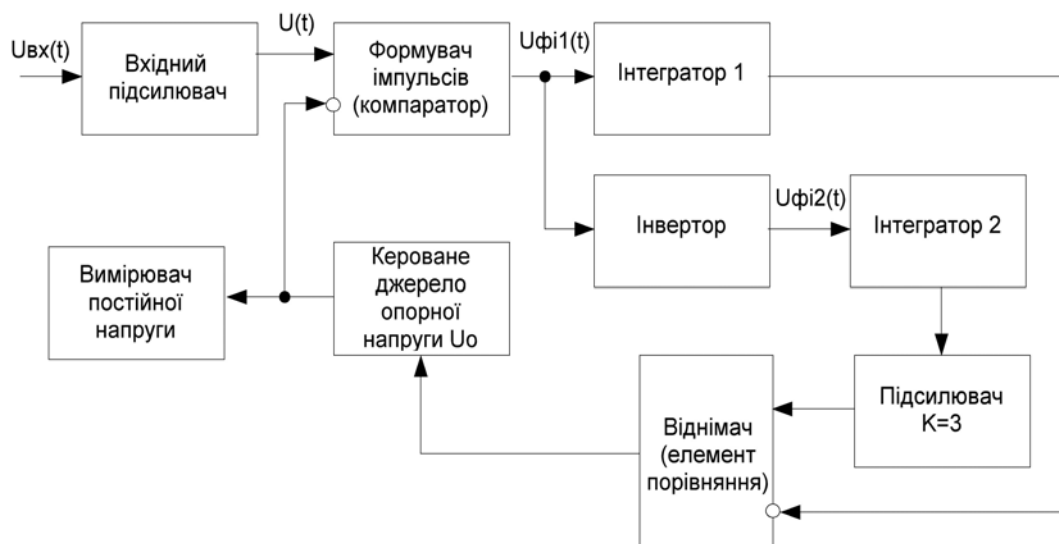 Uвх(t)
Вхідний
підсилювач
U(t)
Формувач
імпульсів
(компаратор)
Uфі1(t)
Інтегратор 1
Інвертор
Uфі2(t)
Інтегратор 2
Вимірювач
постійної
напруги
Кероване
джерело
опорної
напруги Uo
Віднімач
(елемент
порівняння)
Підсилювач
K=3